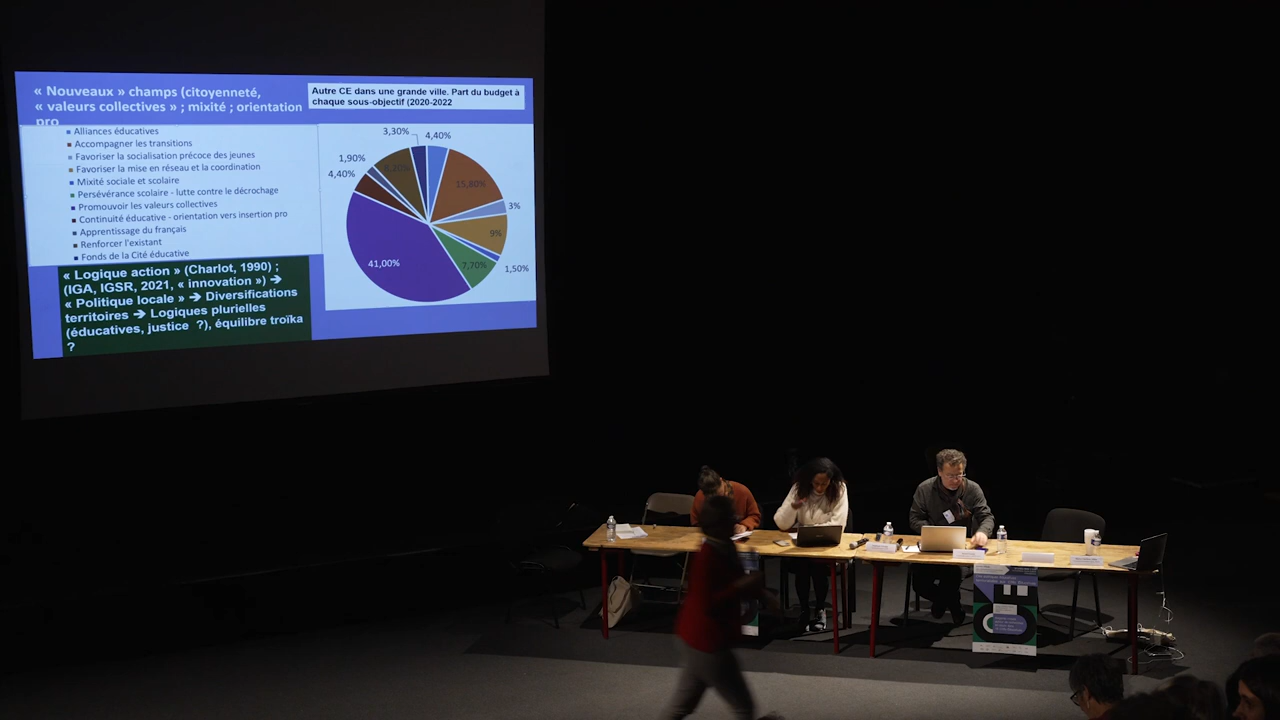 « Nouveaux » champs (citoyenneté,
« valeurs collectives » ; mixité ; orientation
pro
Autre CE dans une grande ville. Part du budget à
chaque sous-objectif (2020-2022
Alliances éducatives
Accompagner les transitions
Favoriser la socialisation précoce des jeunes
Favoriser la mise en réseau et la coordination
Mixité sociale et scolaire
Persévérance scolaire - lutte contre le décrochage
Promouvoir les valeurs collectives
Continuité éducative - orientation vers insertion pro
Apprentissage du français
Renforcer l'existant
Fonds de la Cité éducative
3,30%
4,40%
1,90%
4,40%
15,80%
3%
9%
1,50%
7,70%
41,00%
« Logique action » (Charlot, 1990) ;
(IGA, IGSR, 2021, « innovation ») ➔
« Politique locale » ➔ Diversifications
territoires ➔ Logiques plurielles
(éducatives, justice ?), équilibre troïka
?